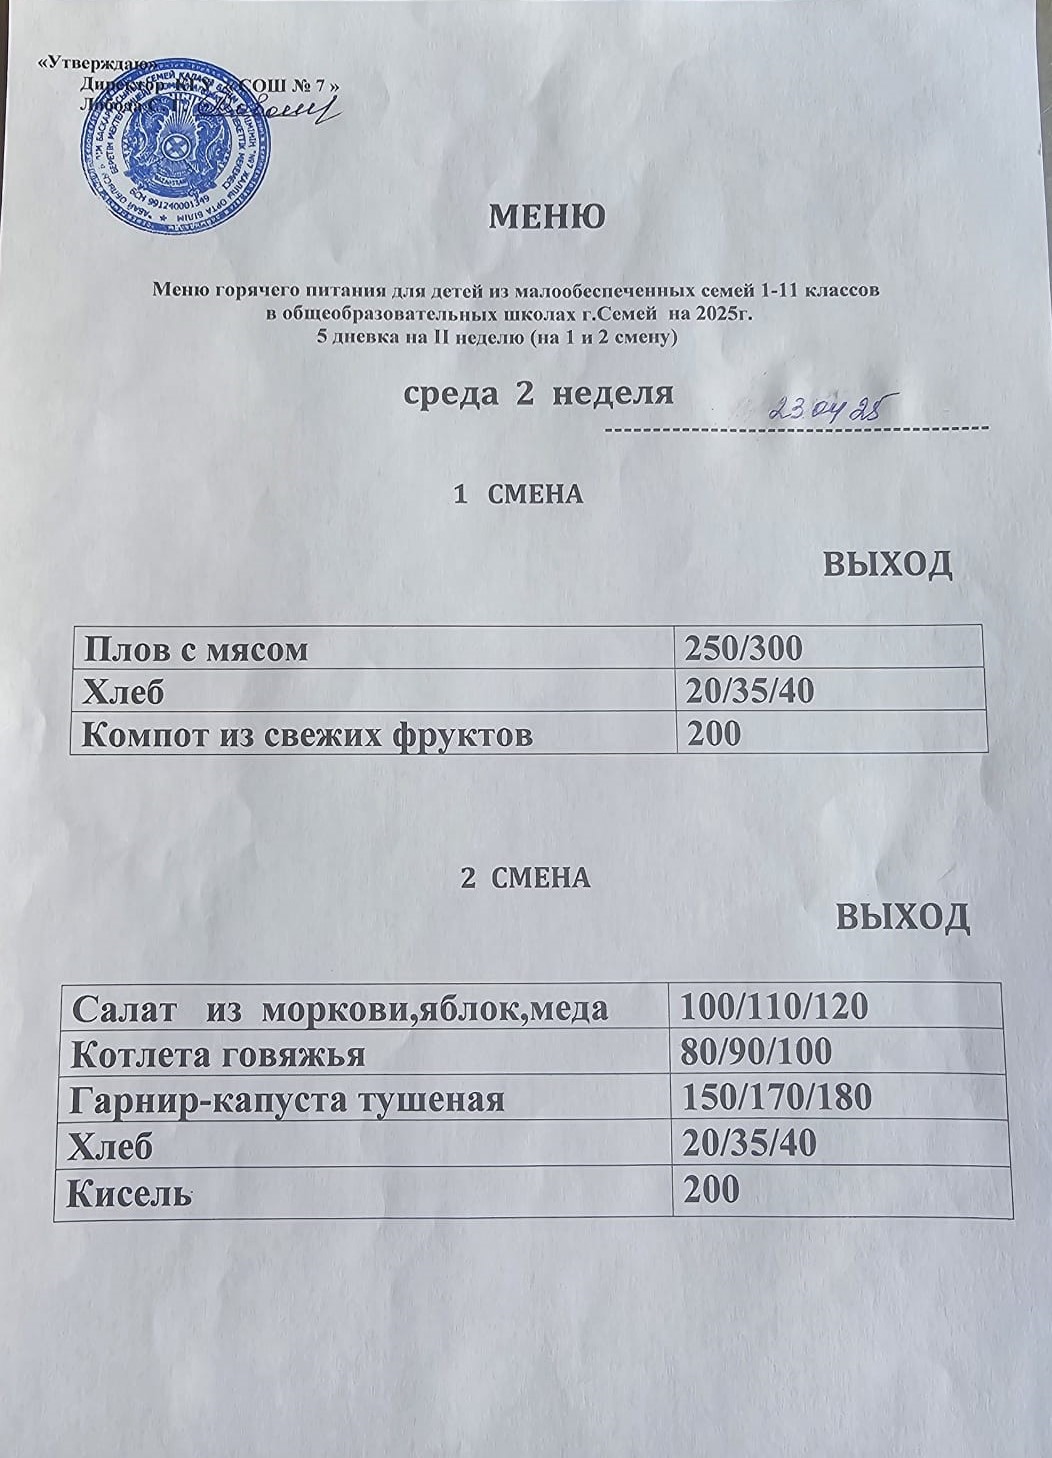 «Утверждаю»
Директор КГУ «СОШ № 7 »
Лобода С. Г.
МЕНЮ
Меню горячего питания для детей из малообеспеченных семей 1-11 классов
в общеобразовательных школах г.Семей на 2025г.
5 дневка на II неделю (на 1 и 2 смену)
среда 2 неделя
23 04 25
1 СМЕНА
ВЫХОД
Плов с мясом 250/300
Хлеб 20/35/40
Компот из свежих фруктов 200
2 СМЕНА
ВЫХОД
Салат из моркови,яблок,меда 100/110/120
Котлета говяжья 80/90/100
Гарнир-капуста тушеная 150/170/180
Хлеб 20/35/40
Кисель 200
БСН 991240001349